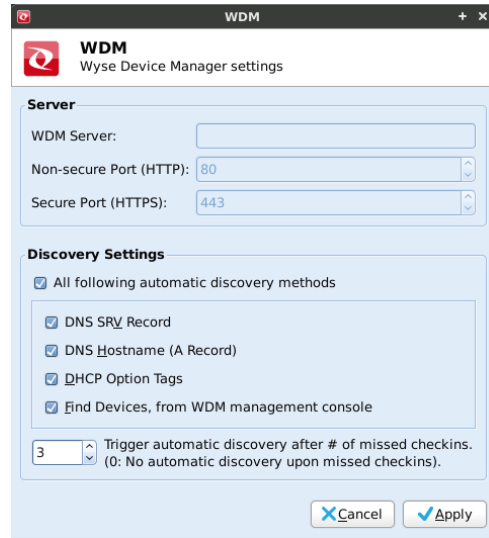 WDM
WDM
Wyse Device Manager settings
Server
WDM Server:
Non-secure Port (HTTP): 80
Secure Port (HTTPS): 443
Discovery Settings
All following automatic discovery methods
DNS SRV Record
DNS Hostname (A Record)
DHCP Option Tags
Find Devices, from WDM management console
3 Trigger automatic discovery after # of missed checkins.
(0: No automatic discovery upon missed checkins).
Cancel Apply